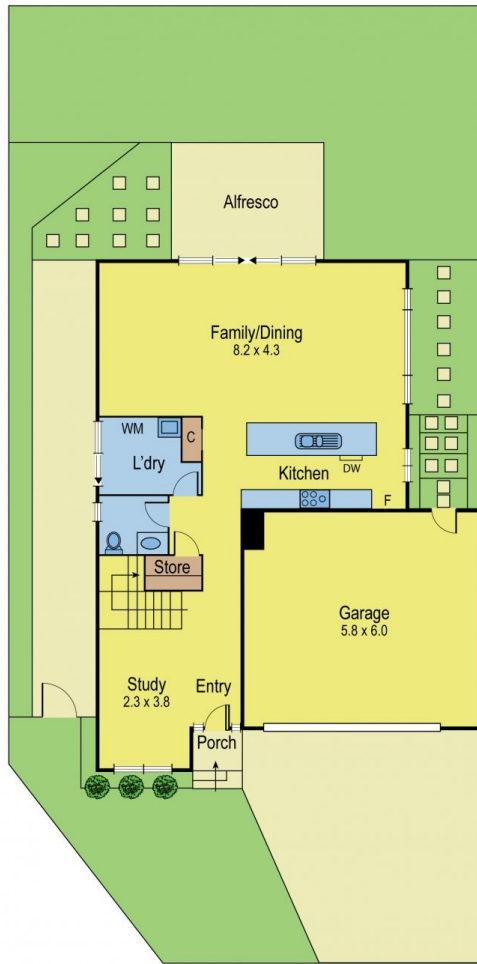 Alfresco
Family/Dining
8.2 x 4.3
WM
C
L'dry
Kitchen
DW
F
Store
Garage
5.8 x 6.0
Study
2.3 x 3.8
Entry
Porch